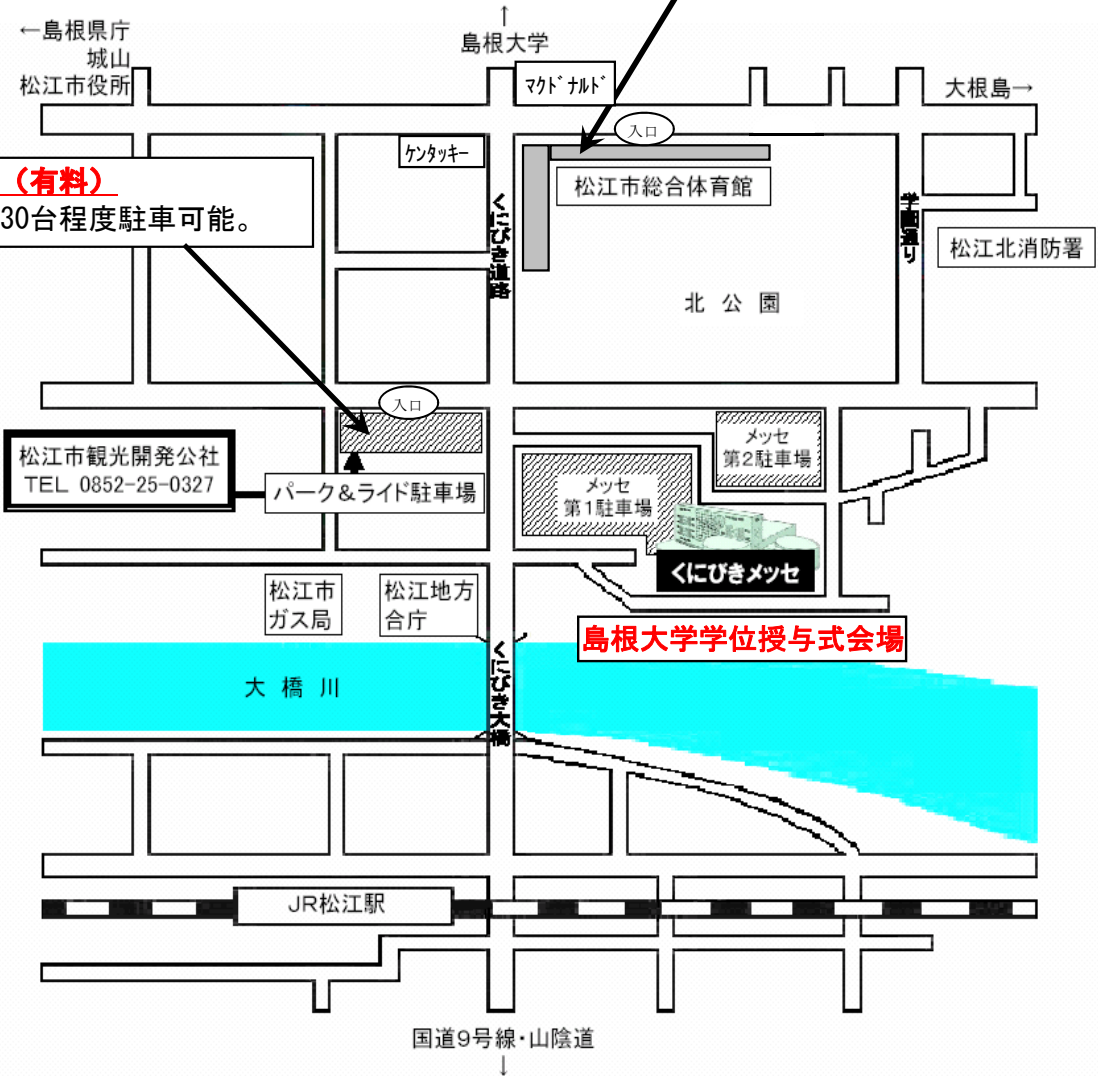 ←島根県庁
城山
松江市役所
↑
島根大学
マクドナルド
大根島→
入口
ケンタッキー
松江市総合体育館
（有料）
30台程度駐車可能。
くにびき道路
学園通り
松江北消防署
北公園
入口
松江市観光開発公社
TEL 0852-25-0327
パーク&ライド駐車場
メッセ
第2駐車場
メッセ
第1駐車場
くにびきメッセ
松江市
ガス局
松江地方
合庁
島根大学学位授与式会場
大橋川
くにびき大橋
JR松江駅
国道9号線・山陰道
↓